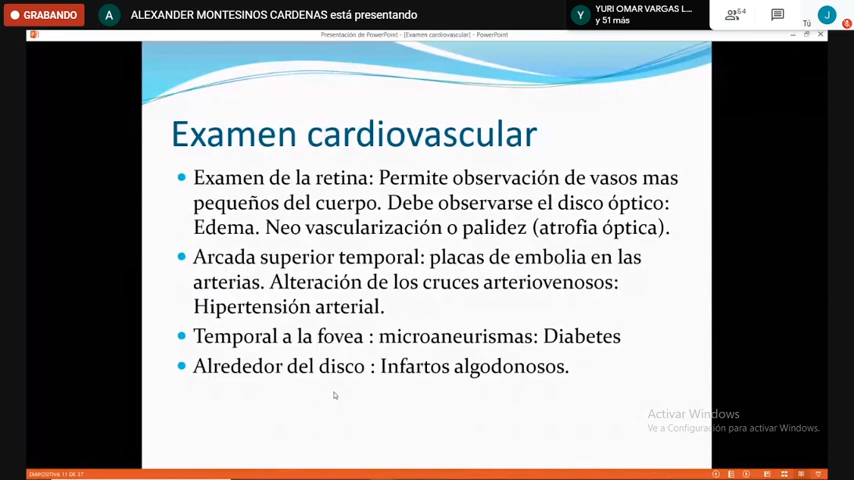 GRABANDO
A
ALEXANDER MONTESINOS CARDENAS está presentando
Y
YURI OMAR VARGAS L...
y 51 más
54
J
Tú
Presentación de PowerPoint - [Examen cardiovascular] - PowerPoint
Examen cardiovascular
• Examen de la retina: Permite observación de vasos mas
pequeños del cuerpo. Debe observarse el disco óptico:
Edema. Neo vascularización o palidez (atrofia óptica).
• Arcada superior temporal: placas de embolia en las
arterias. Alteración de los cruces arteriovenosos:
Hipertensión arterial.
• Temporal a la fovea : microaneurismas: Diabetes
• Alrededor del disco : Infartos algodonosos.
Activar Windows
Ve a Configuración para activar Windows.
DIAPOSITIVA 11 DE 37